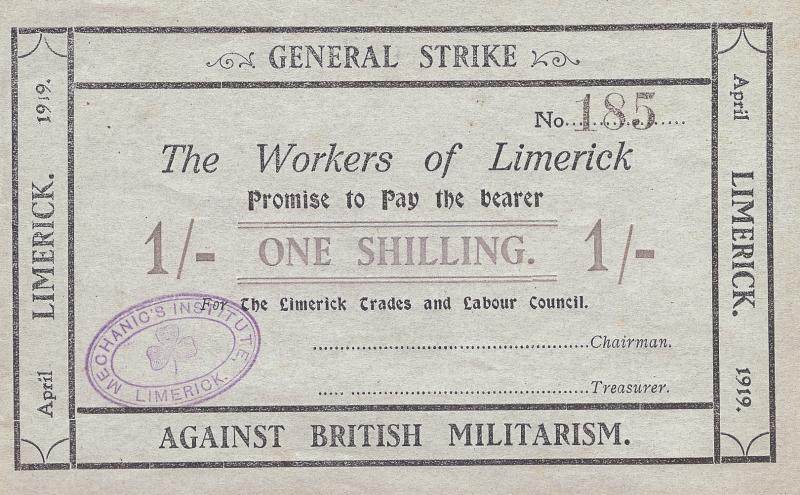 GENERAL STRIKE
No. 185
The Workers of Limerick
Promise to Pay the bearer
1/- ONE SHILLING. 1/-
For The Limerick Trades and Labour Council.
Chairman.
Treasurer.
AGAINST BRITISH MILITARISM.
April LIMERICK. 1919.
April LIMERICK. 1919.
MECHANIC'S INSTITUTE,
LIMERICK.